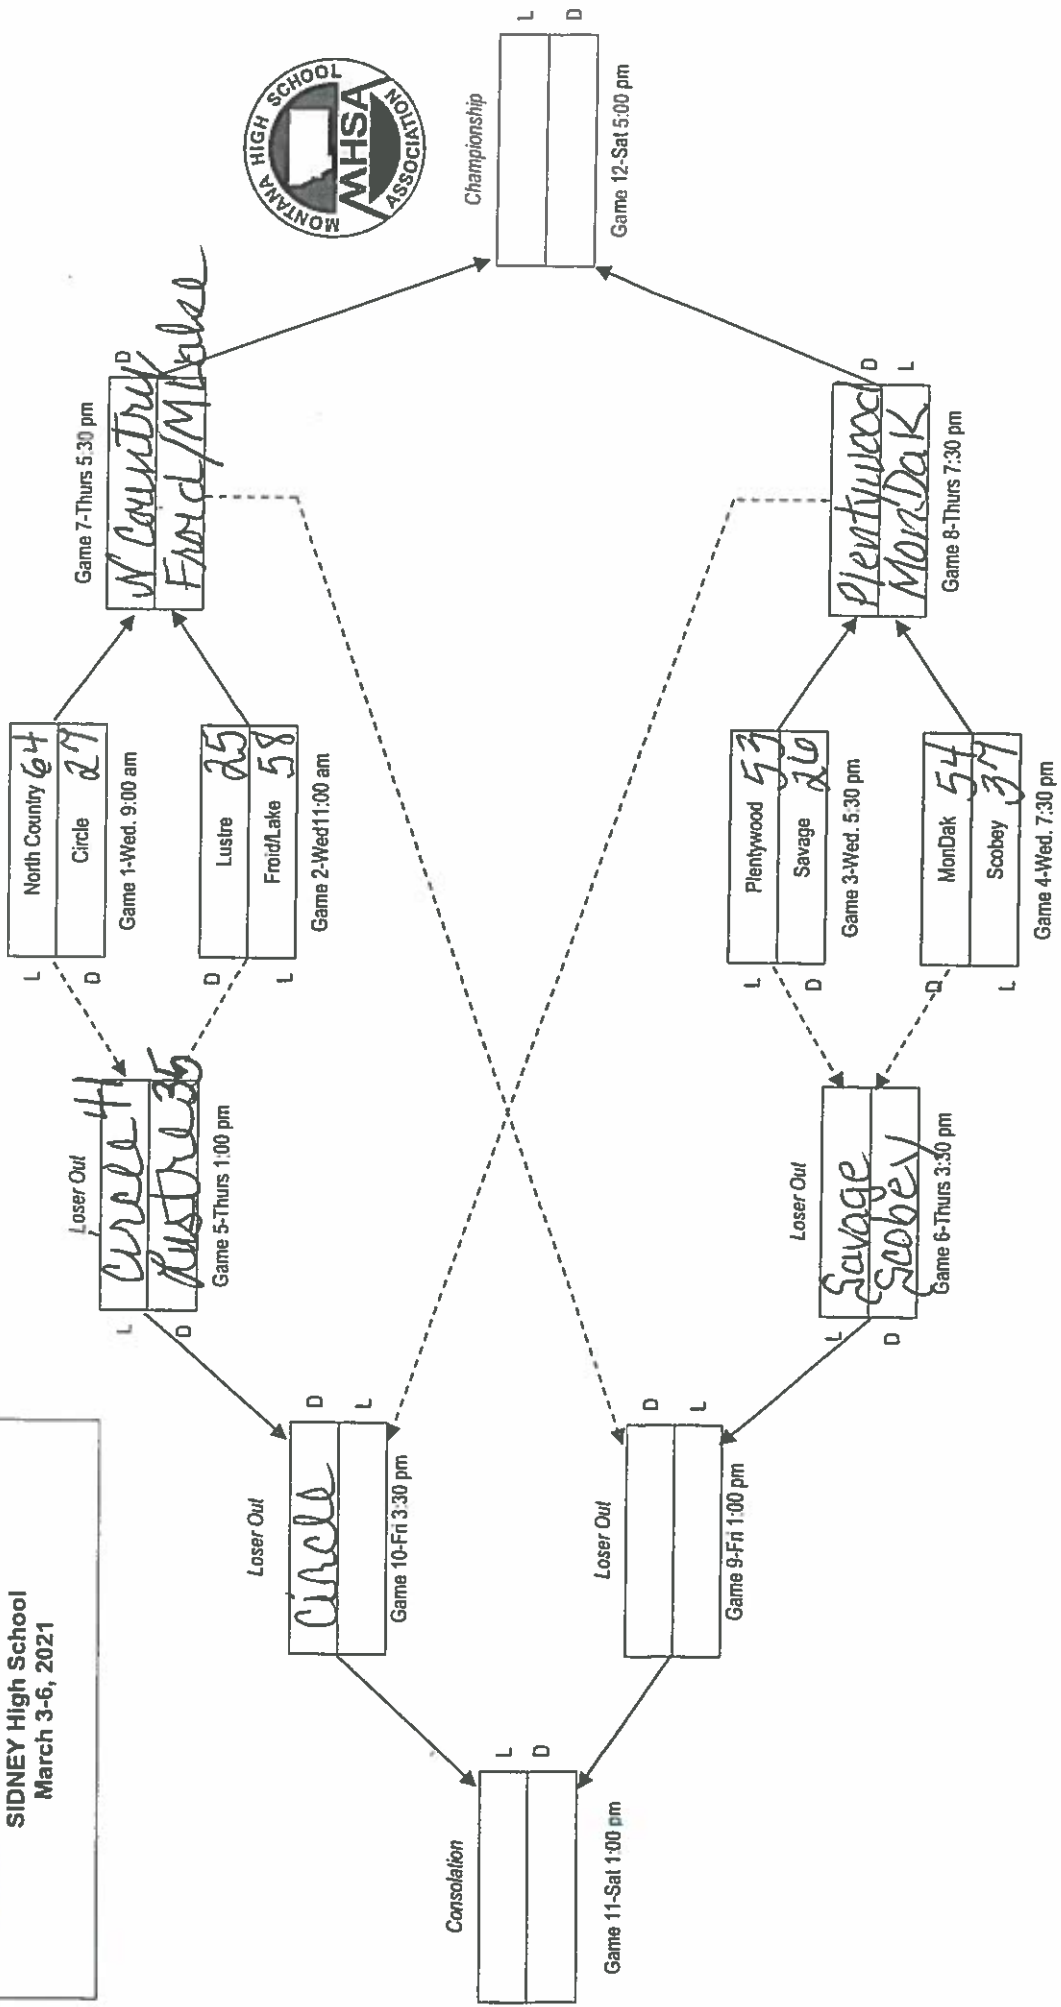 SIDNEY High School
March 3-6, 2021
MONTANA HIGH SCHOOL
MHSA
ASSOCIATION
L
North Country 64
D
Circle 27
Game 1-Wed. 9:00 am
D
Lustre 25
L
Froid/Lake 58
Game 2-Wed11:00 am
L
Plentywood 53
D
Savage 26
Game 3-Wed. 5:30 pm
D
MonDak 54
L
Scobey 37
Game 4-Wed. 7:30 pm
Loser Out
L
Circle 41
D
Lustre 35
Game 5-Thurs 1:00 pm
Loser Out
L
Savage
D
Scobey
Game 6-Thurs 3:30 pm
Game 7-Thurs 5:30 pm
N Country
D
Froid/M Lake
Plentywood
D
MonDak
L
Game 8-Thurs 7:30 pm
Loser Out
Circle
D
L
Game 10-Fri 3:30 pm
Loser Out
D
L
Game 9-Fri 1:00 pm
Consolation
L
D
Game 11-Sat 1:00 pm
Championship
L
D
Game 12-Sat 5:00 pm